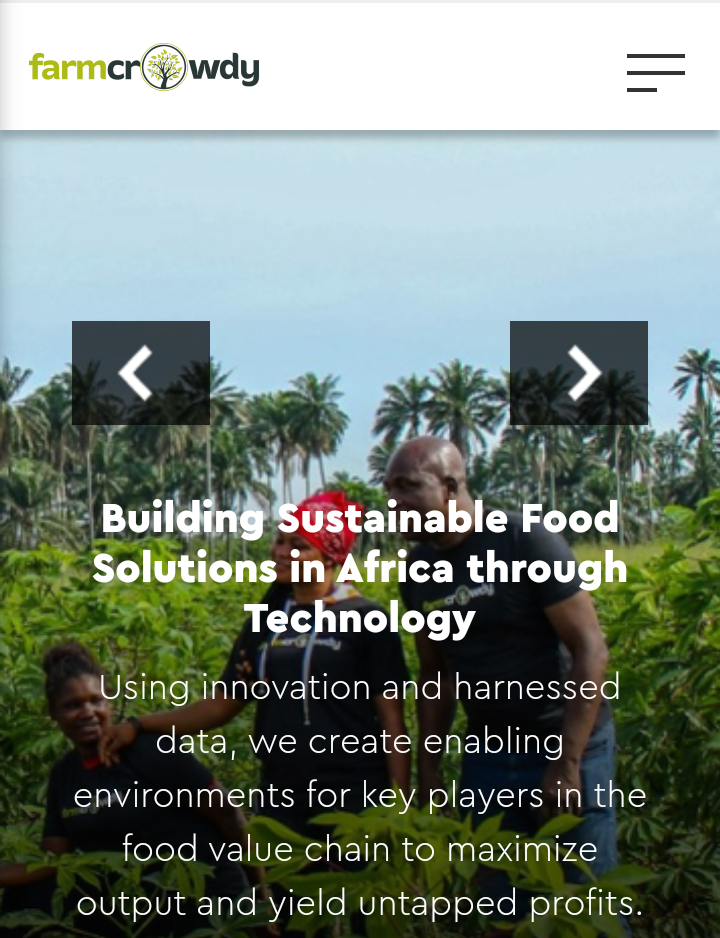 farmcrowdy
Building Sustainable Food
Solutions in Africa through
Technology
Using innovation and harnessed
data, we create enabling
environments for key players in the
food value chain to maximize
output and yield untapped profits.
farmcrowdy